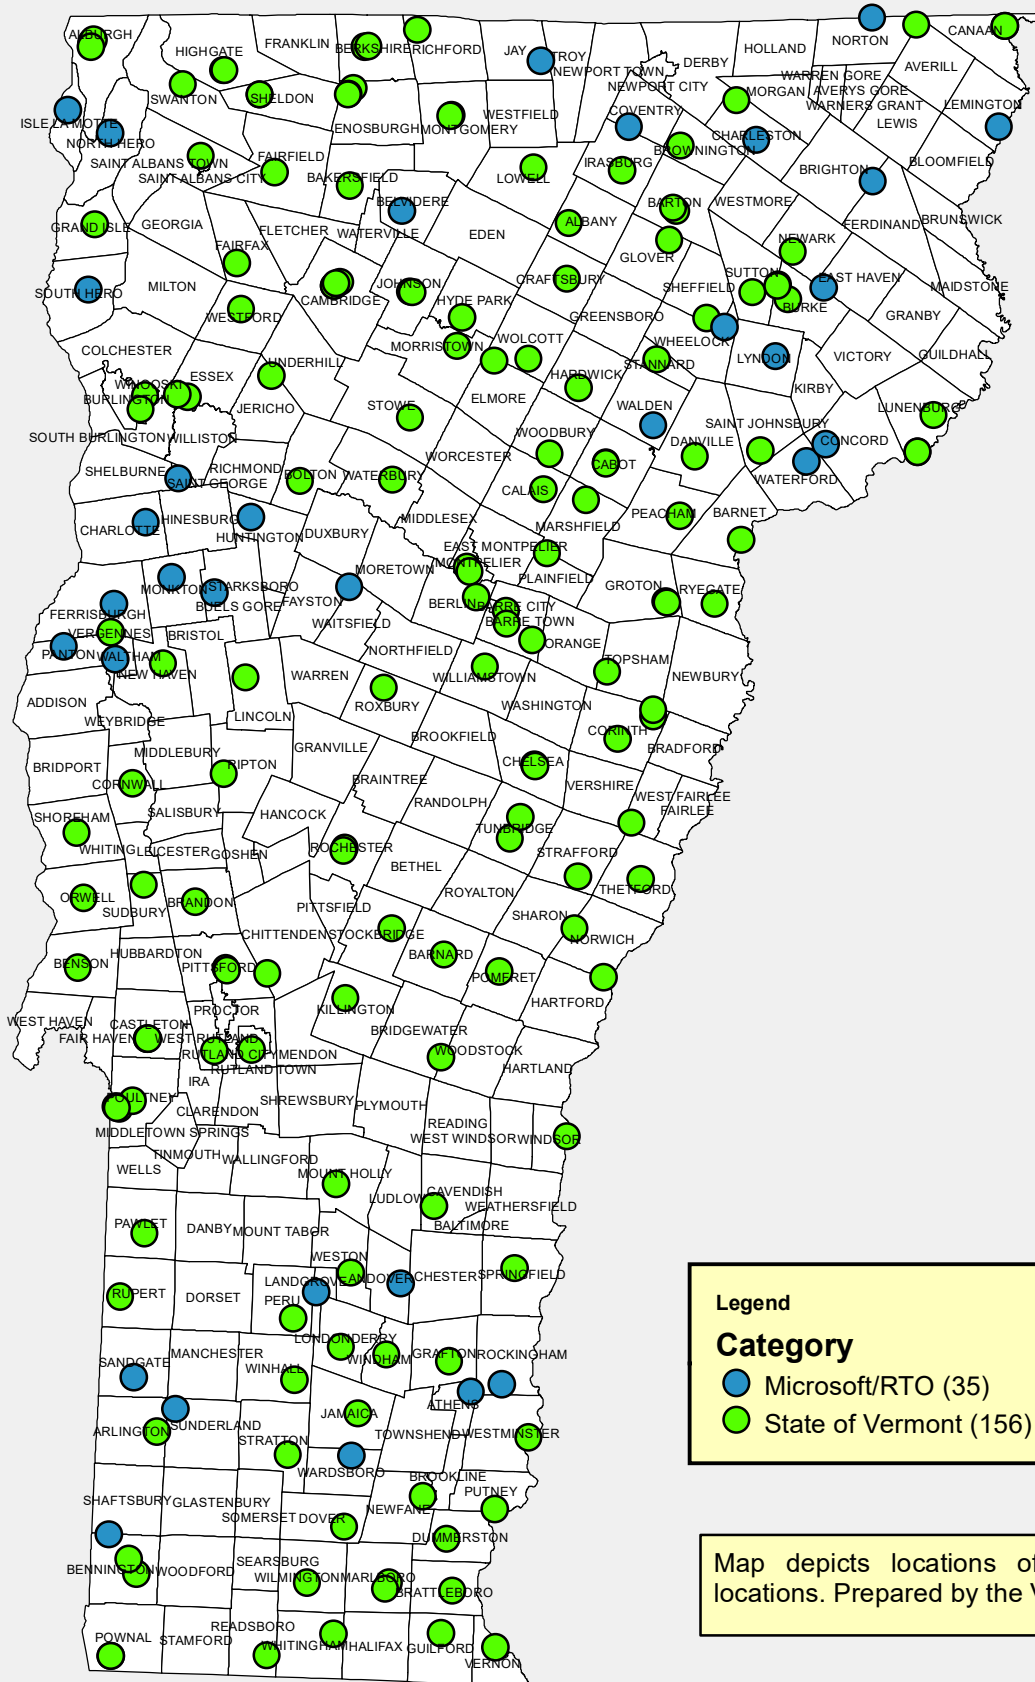 ALBURGH
HIGHGATE
FRANKLIN
BERKSHIRE
RICHFORD
JAY
TROY
NEWPORT TOWN
NEWPORT CITY
DERBY
HOLLAND
NORTON
CANAAN
AVERILL
WARREN GORE
AVERYS GORE
WARNERS GRANT
LEWIS
LEMINGTON
SWANTON
SHELDON
ENOSBURGH
MONTGOMERY
WESTFIELD
COVENTRY
MORGAN
CHARLESTON
BROWNINGTON
BLOOMFIELD
BRIGHTON
ISLE LA MOTTE
NORTH HERO
SAINT ALBANS TOWN
SAINT ALBANS CITY
FAIRFIELD
BAKERSFIELD
BELVIDERE
LOWELL
IRASBURG
BARTON
WESTMORE
FERDINAND
BRUNSWICK
GRAND ISLE
GEORGIA
FLETCHER
WATERVILLE
EDEN
ALBANY
GLOVER
NEWARK
FAIRFAX
SOUTH HERO
MILTON
CAMBRIDGE
JOHNSON
HYDE PARK
CRAFTSBURY
SHEFFIELD
SUTTON
BURKE
EAST HAVEN
MAIDSTONE
GRANBY
WESTFORD
GREENSBORO
WHEELOCK
COLCHESTER
UNDERHILL
MORRISTOWN
WOLCOTT
STANNARD
LYNDON
VICTORY
GUILDHALL
WINOOSKI
ESSEX
BURLINGTON
JERICHO
STOWE
ELMORE
HARDWICK
WALDEN
KIRBY
LUNENBURG
SAINT JOHNSBURY
CONCORD
SOUTH BURLINGTON
WILLISTON
WOODBURY
DANVILLE
WATERFORD
SHELBURNE
RICHMOND
SAINT GEORGE
BOLTON
WATERBURY
WORCESTER
CABOT
CALAIS
MARSHFIELD
PEACHAM
BARNET
CHARLOTTE
HINESBURG
HUNTINGTON
DUXBURY
MIDDLESEX
EAST MONTPELIER
MONTPELIER
PLAINFIELD
MORETOWN
GROTON
RYEGATE
MONKTON
STARKSBORO
BUELS GORE
FAYSTON
WAITSFIELD
BERLIN
BARRE CITY
BARRE TOWN
ORANGE
FERRISBURGH
VERGENNES
PANTON
WALTHAM
BRISTOL
NEW HAVEN
NORTHFIELD
TOPSHAM
NEWBURY
ADDISON
WEYBRIDGE
LINCOLN
WARREN
ROXBURY
WILLIAMSTOWN
WASHINGTON
CORINTH
BRADFORD
BRIDPORT
MIDDLEBURY
RIPTON
GRANVILLE
BROOKFIELD
CHELSEA
VERSHIRE
WEST FAIRLEE
FAIRLEE
CORNWALL
BRAINTREE
RANDOLPH
TUNBRIDGE
SHOREHAM
SALISBURY
HANCOCK
ROCHESTER
STRAFFORD
WHITING
LEICESTER
GOSHEN
BETHEL
THETFORD
ORWELL
SUDBURY
BRANDON
PITTSFIELD
ROYALTON
SHARON
NORWICH
CHITTENDEN
STOCKBRIDGE
BENSON
HUBBARDTON
PITTSFORD
BARNARD
POMFRET
HARTFORD
WEST HAVEN
FAIR HAVEN
CASTLETON
PROCTOR
WEST RUTLAND
RUTLAND CITY
RUTLAND TOWN
MENDON
KILLINGTON
BRIDGEWATER
WOODSTOCK
HARTLAND
POULTNEY
IRA
CLARENDON
SHREWSBURY
PLYMOUTH
READING
WEST WINDSOR
WINDSOR
MIDDLETOWN SPRINGS
TINMOUTH
WELLS
WALLINGFORD
MOUNT HOLLY
LUDLOW
CAVENDISH
WEATHERSFIELD
BALTIMORE
PAWLET
DANBY
MOUNT TABOR
WESTON
ANDOVER
CHESTER
SPRINGFIELD
RUPERT
DORSET
LANDGROVE
PERU
LONDONDERRY
WINDHAM
GRAFTON
ROCKINGHAM
SANDGATE
MANCHESTER
WINHALL
ATHENS
ARLINGTON
SUNDERLAND
STRATTON
JAMAICA
TOWNSHEND
WESTMINSTER
WARDSBORO
BROOKLINE
PUTNEY
SHAFTSBURY
GLASTENBURY
SOMERSET
DOVER
NEWFANE
DUMMERSTON
BENNINGTON
WOODFORD
SEARSBURG
WILMINGTON
MARLBORO
BRATTLEBORO
POWNAL
STAMFORD
READSBORO
WHITINGHAM
HALIFAX
GUILFORD
VERNON
Legend
Category
Microsoft/RTO (35)
State of Vermont (156)
Map depicts locations of
locations. Prepared by the V